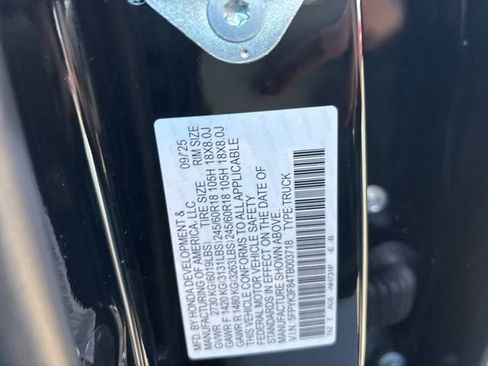 MANUFACTURED BY HONDA DEVELOPMENT &
MANUFACTURING OF AMERICA, LLC 09/25
GVWR 2730 KG(6019LBS) TIRE SIZE RIM SIZE
GAWR F 1420 KG(3131LBS) 245/60R18 105H 18X8.0J
GAWR R 1480 KG(3263LBS) 245/60R18 105H 18X8.0J
THIS VEHICLE CONFORMS TO ALL APPLICABLE
FEDERAL MOTOR VEHICLE SAFETY
STANDARDS IN EFFECT ON THE DATE OF
MANUFACTURE SHOWN ABOVE.
V.I.N. 5FPYK3F84TB003718 TYPE:TRUCK
-E -B